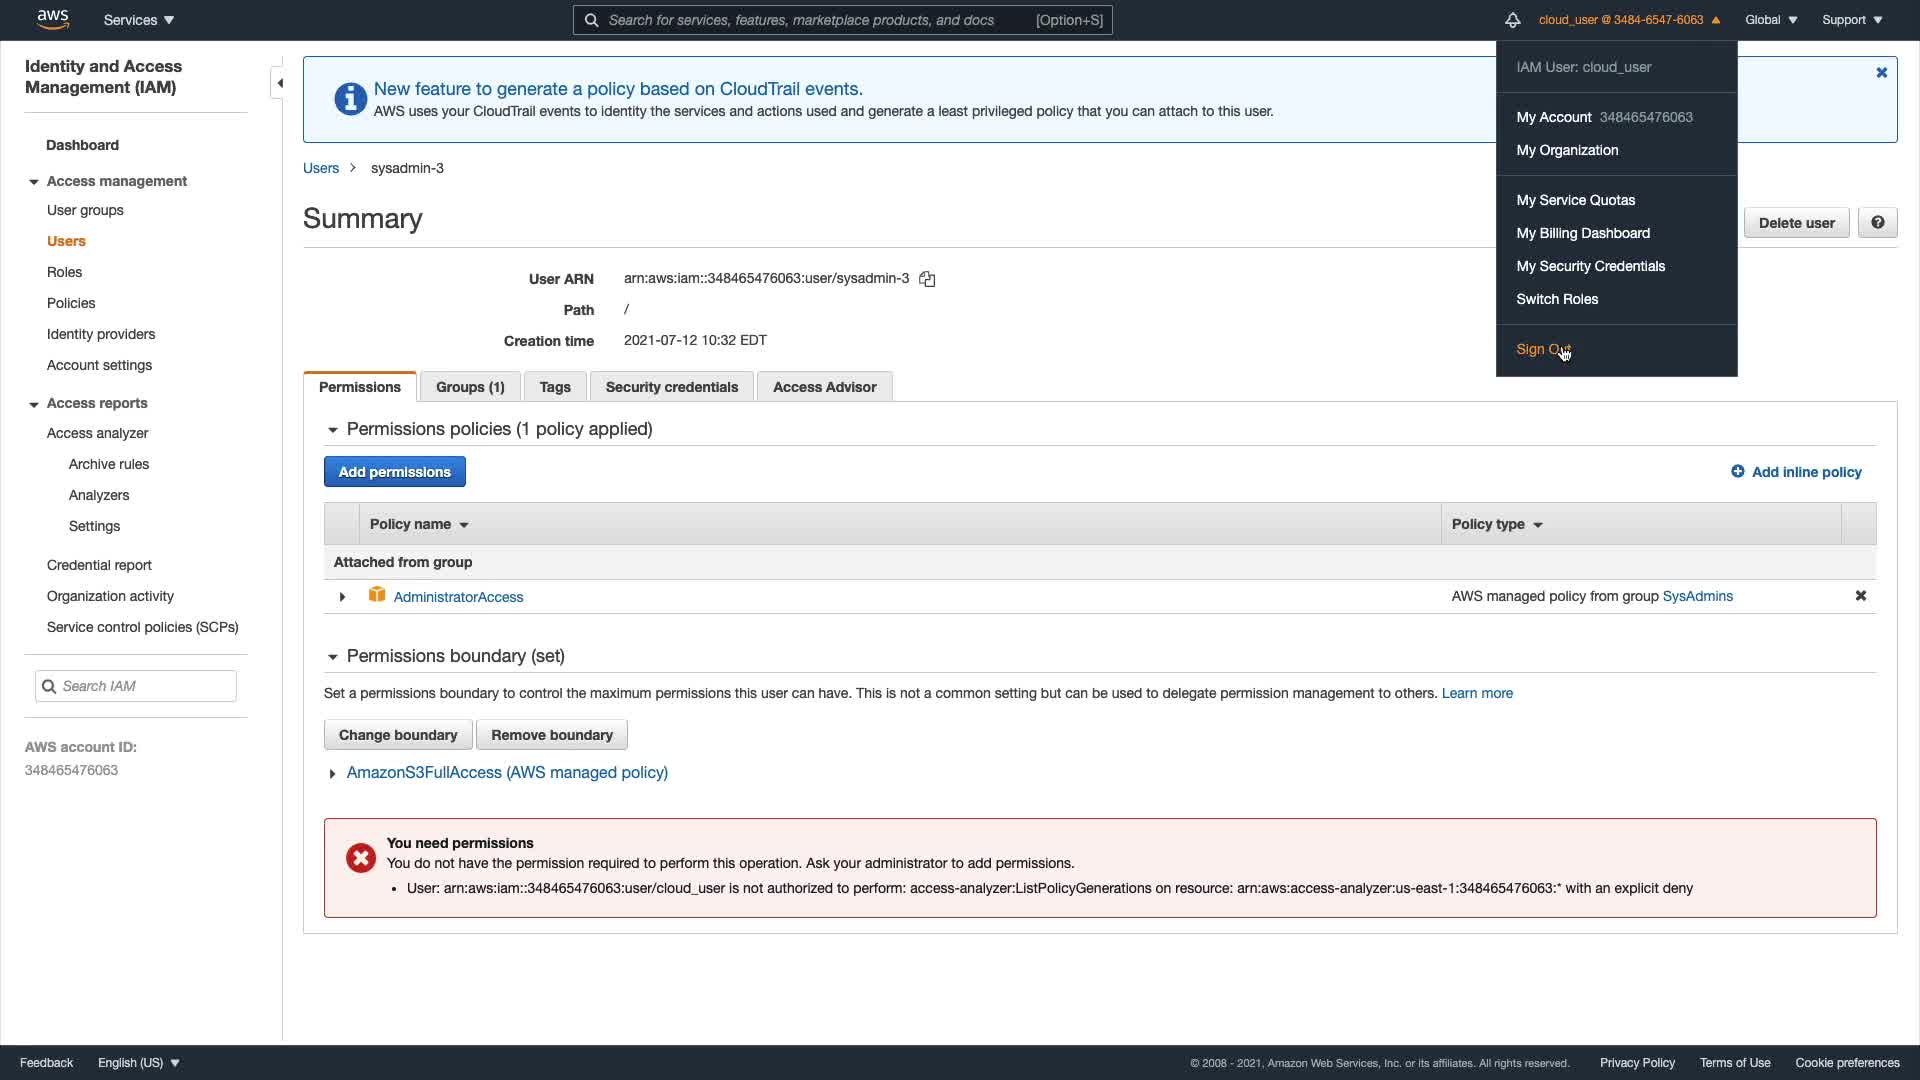 aws
Services
Search for services, features, marketplace products, and docs
[Option+S]
cloud_user @ 3484-6547-6063
Global
Support
IAM User: cloud_user
My Account 348465476063
My Organization
My Service Quotas
My Billing Dashboard
My Security Credentials
Switch Roles
Sign Out
Identity and Access
Management (IAM)
Dashboard
Access management
User groups
Users
Roles
Policies
Identity providers
Account settings
Access reports
Access analyzer
Archive rules
Analyzers
Settings
Credential report
Organization activity
Service control policies (SCPs)
Search IAM
AWS account ID:
348465476063
New feature to generate a policy based on CloudTrail events.
AWS uses your CloudTrail events to identify the services and actions used and generate a least privileged policy that you can attach to this user.
Users > sysadmin-3
Summary
Delete user
User ARN arn:aws:iam::348465476063:user/sysadmin-3
Path /
Creation time 2021-07-12 10:32 EDT
Permissions
Groups (1)
Tags
Security credentials
Access Advisor
Permissions policies (1 policy applied)
Add permissions
Add inline policy
Policy name
Policy type
Attached from group
AdministratorAccess
AWS managed policy from group SysAdmins
Permissions boundary (set)
Set a permissions boundary to control the maximum permissions this user can have. This is not a common setting but can be used to delegate permission management to others. Learn more
Change boundary
Remove boundary
AmazonS3FullAccess (AWS managed policy)
You need permissions
You do not have the permission required to perform this operation. Ask your administrator to add permissions.
• User: arn:aws:iam::348465476063:user/cloud_user is not authorized to perform: access-analyzer:ListPolicyGenerations on resource: arn:aws:access-analyzer:us-east-1:348465476063:* with an explicit deny
Feedback
English (US)
© 2008 - 2021, Amazon Web Services, Inc. or its affiliates. All rights reserved.
Privacy Policy
Terms of Use
Cookie preferences